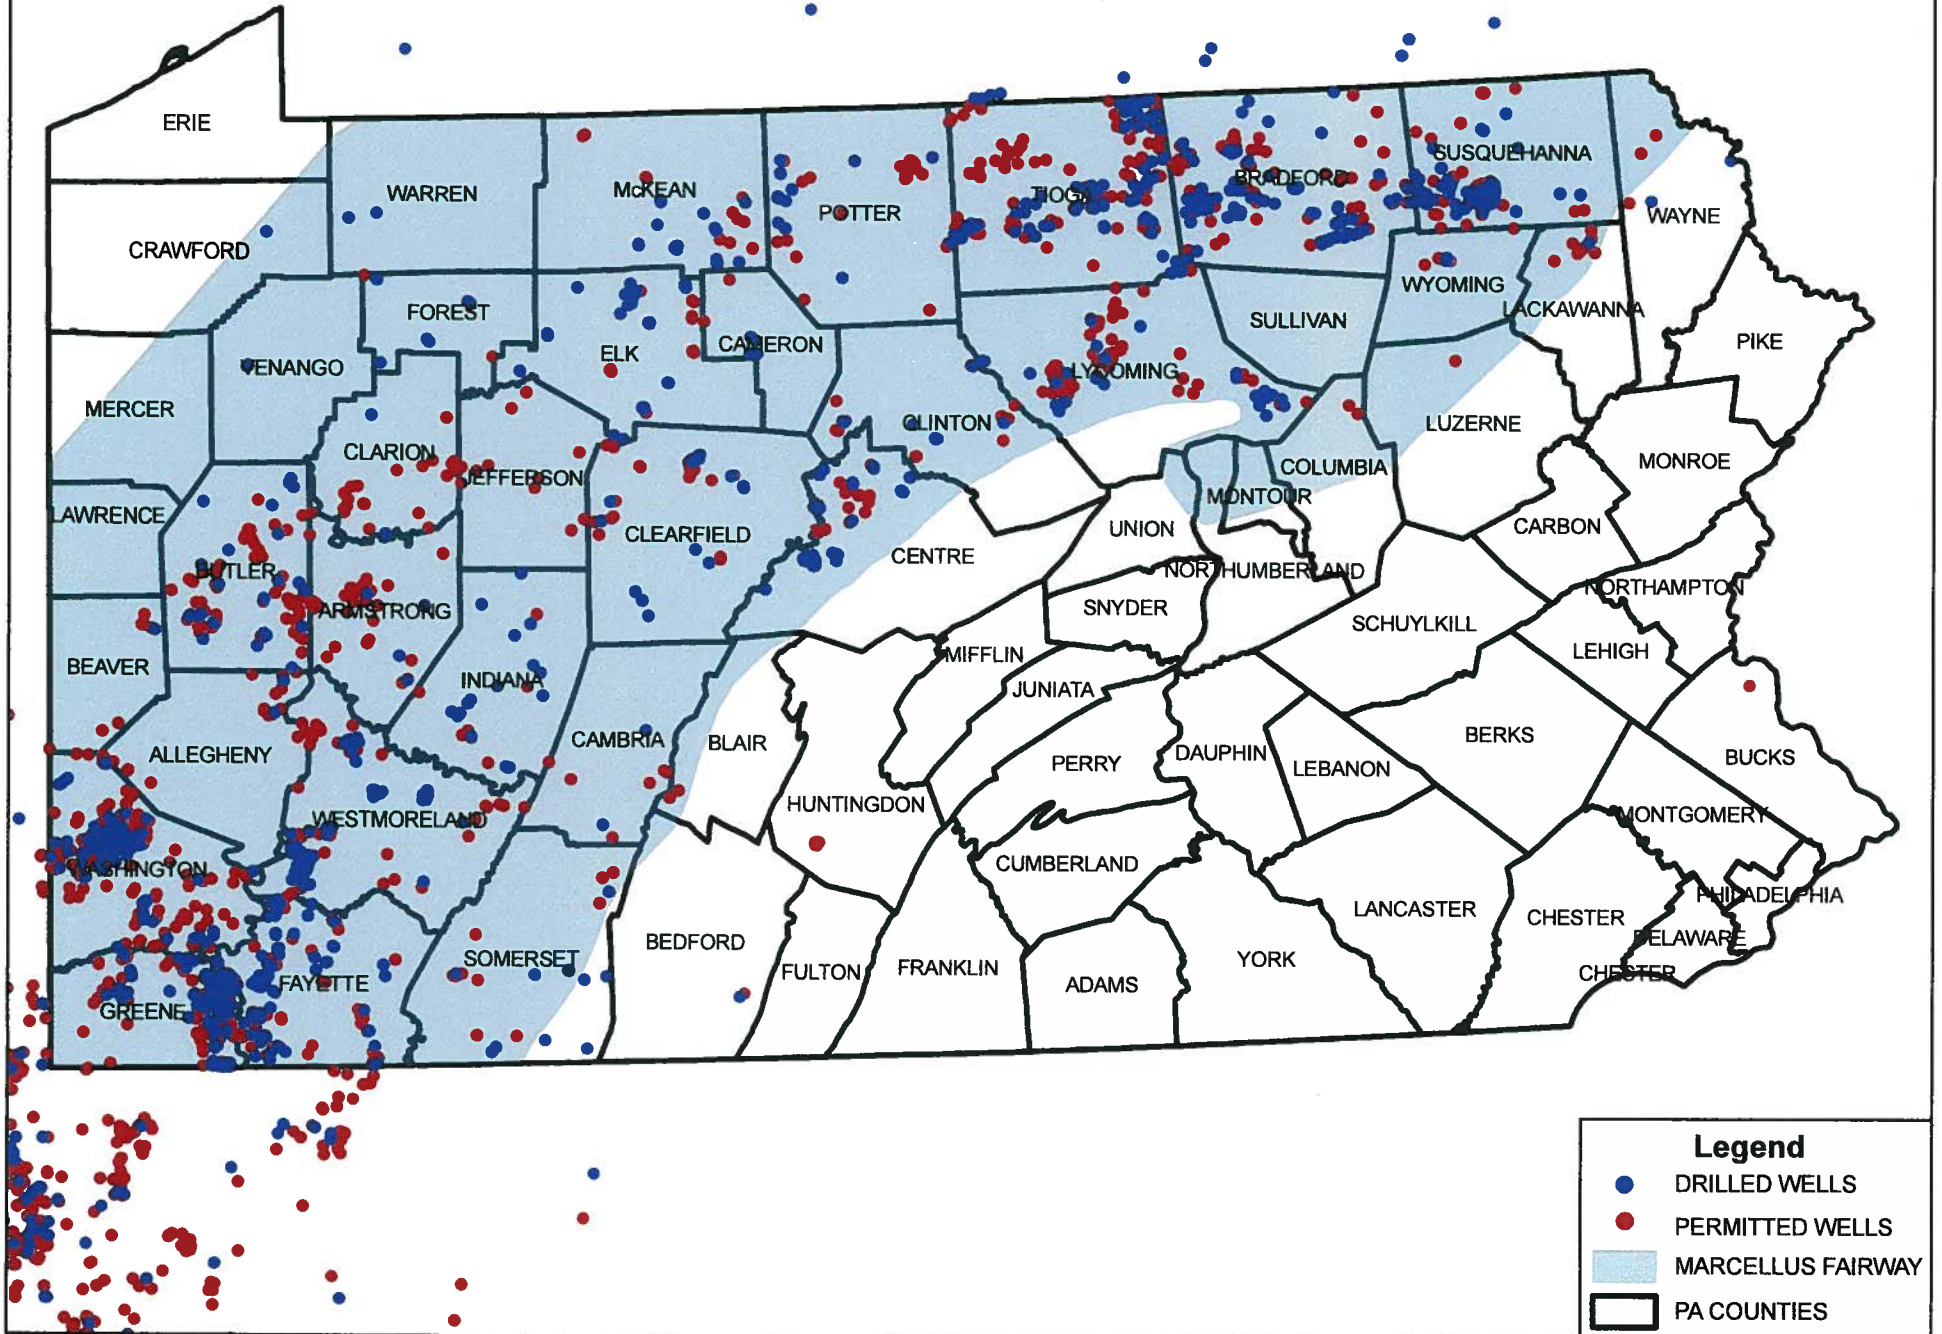 ERIE
WARREN
McKEAN
POTTER
TIOGA
BRADFORD
SUSQUEHANNA
WAYNE
CRAWFORD
FOREST
VENANGO
ELK
CAMERON
SULLIVAN
WYOMING
LACKAWANNA
PIKE
MERCER
CLARION
JEFFERSON
CLINTON
LYCOMING
LUZERNE
MONROE
LAWRENCE
CLEARFIELD
CENTRE
UNION
MONTOUR
COLUMBIA
CARBON
BUTLER
ARMSTRONG
NORTHUMBERLAND
SNYDER
SCHUYLKILL
NORTHAMPTON
LEHIGH
BEAVER
INDIANA
MIFFLIN
JUNIATA
ALLEGHENY
CAMBRIA
BLAIR
PERRY
DAUPHIN
LEBANON
BERKS
BUCKS
WESTMORELAND
HUNTINGDON
MONTGOMERY
WASHINGTON
CUMBERLAND
PHILADELPHIA
LANCASTER
CHESTER
DELAWARE
CHESTER
SOMERSET
BEDFORD
FULTON
FRANKLIN
ADAMS
YORK
GREENE
FAYETTE
Legend
DRILLED WELLS
PERMITTED WELLS
MARCELLUS FAIRWAY
PA COUNTIES